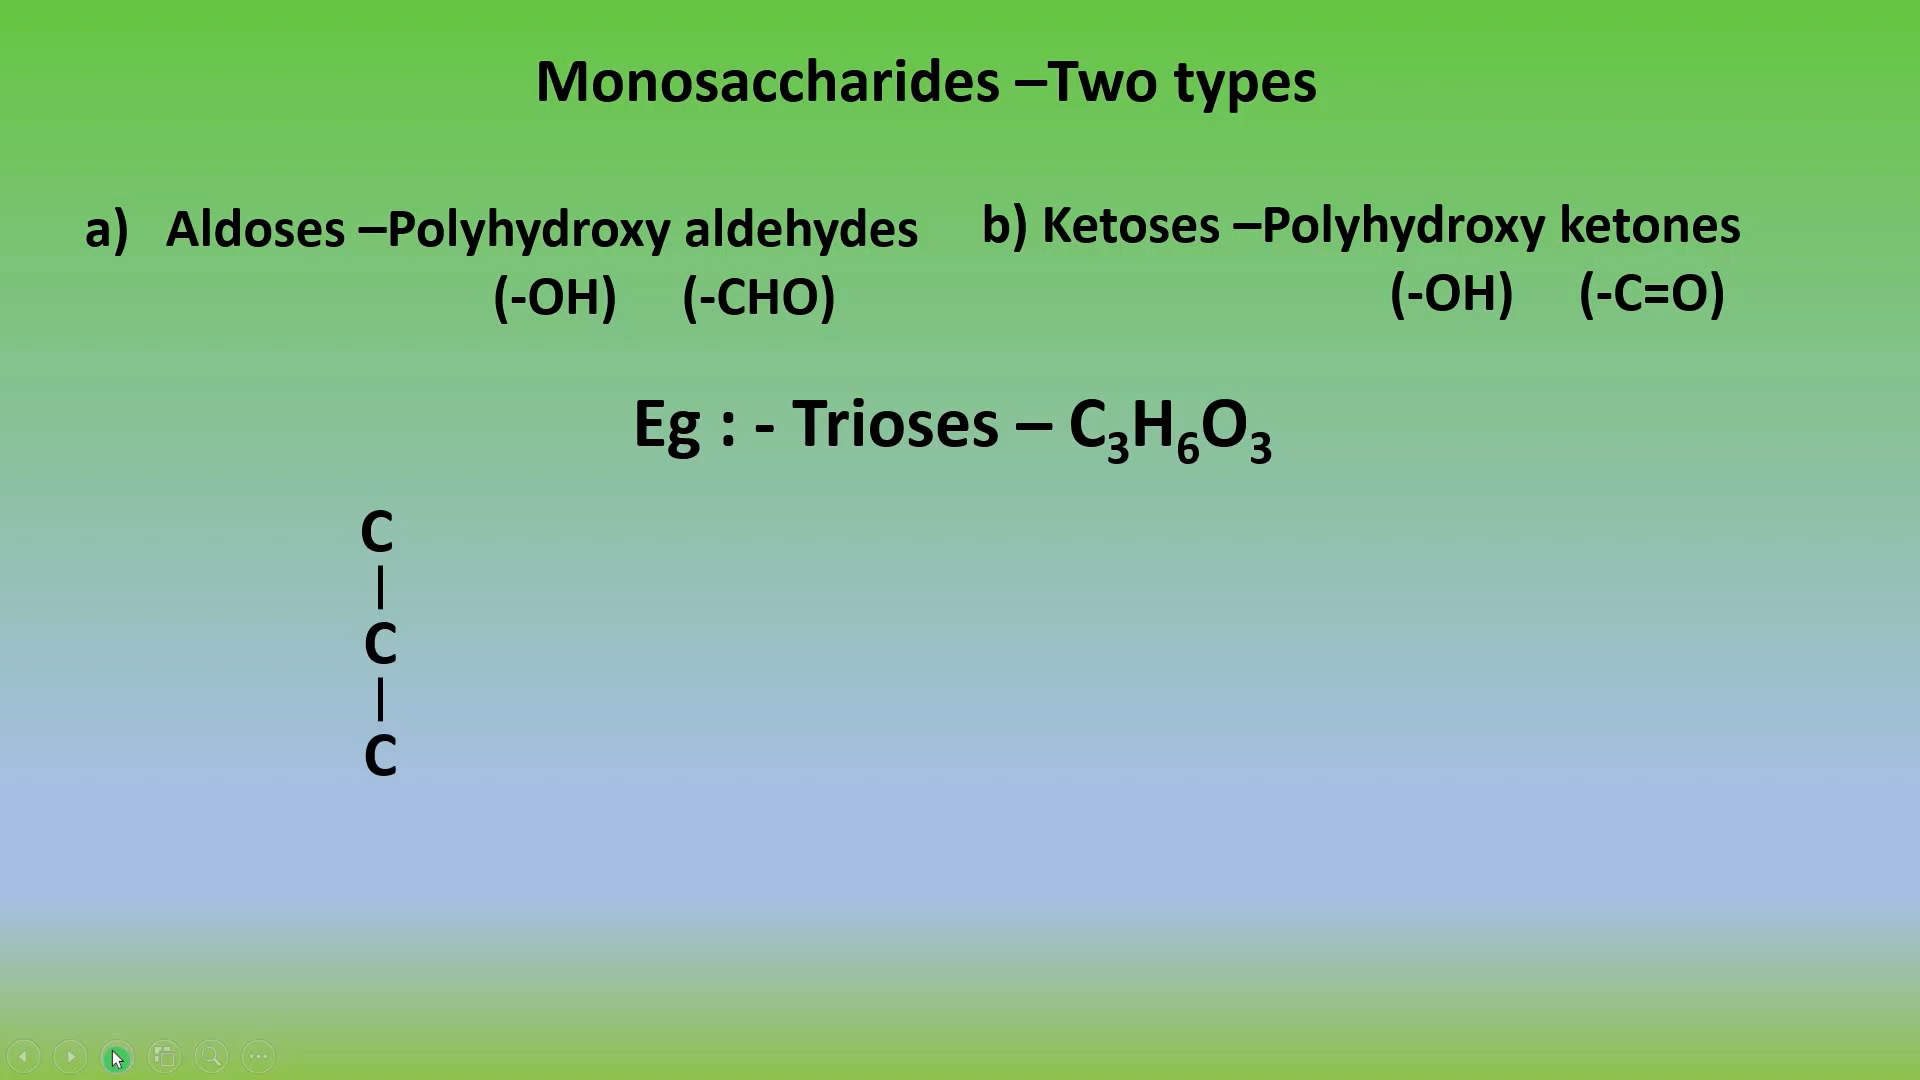 Monosaccharides –Two types
a) Aldoses –Polyhydroxy aldehydes
(-OH) (-CHO)
b) Ketoses –Polyhydroxy ketones
(-OH) (-C=O)
Eg : - Trioses – C₃H₆O₃
C
|
C
|
C